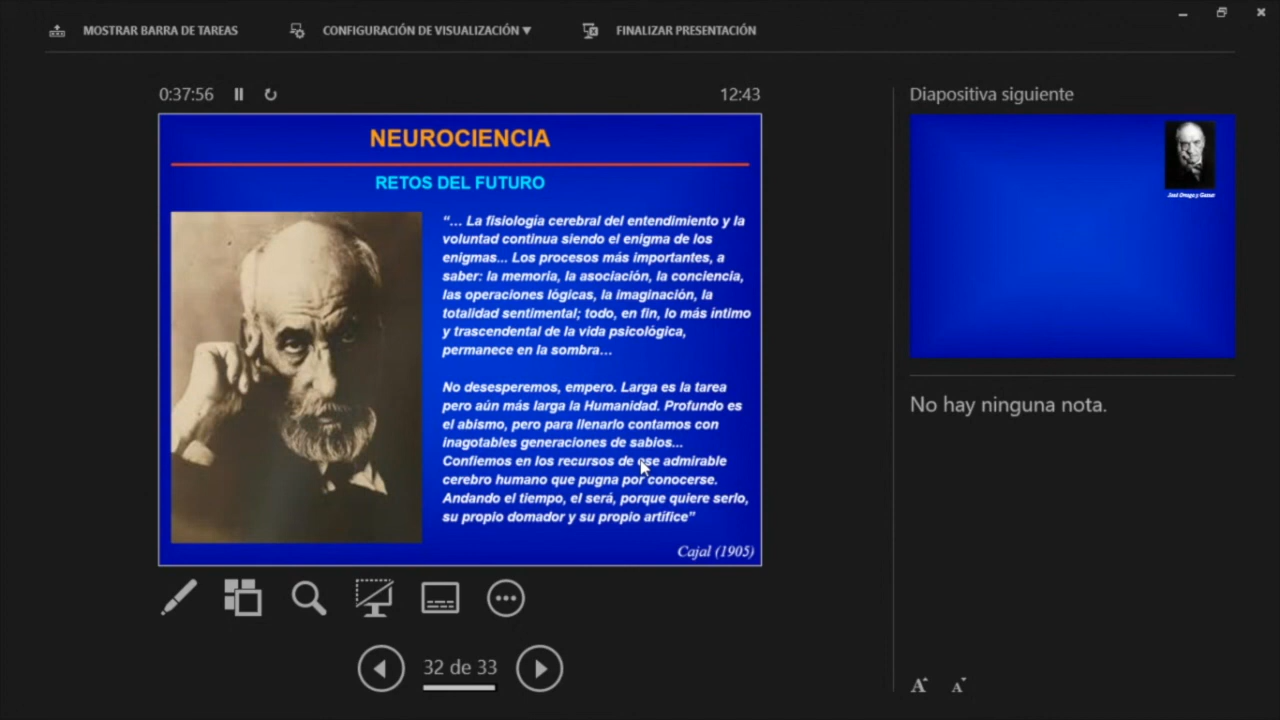 MOSTRAR BARRA DE TAREAS
CONFIGURACIÓN DE VISUALIZACIÓN ▼
FINALIZAR PRESENTACIÓN
0:37:56
12:43
NEUROCIENCIA
RETOS DEL FUTURO
“... La fisiología cerebral del entendimiento y la
voluntad continua siendo el enigma de los
enigmas... Los procesos más importantes, a
saber: la memoria, la asociación, la conciencia,
las operaciones lógicas, la imaginación, la
totalidad sentimental; todo, en fin, lo más íntimo
y trascendental de la vida psicológica,
permanece en la sombra...
No desesperemos, empero. Larga es la tarea
pero aún más larga la Humanidad. Profundo es
el abismo, pero para llenarlo contamos con
inagotables generaciones de sabios...
Confiemos en los recursos de ese admirable
cerebro humano que pugna por conocerse.
Andando el tiempo, el será, porque quiere serlo,
su propio domador y su propio artífice”
Cajal (1905)
32 de 33
Diapositiva siguiente
José Ortega y Gasset
No hay ninguna nota.
A A